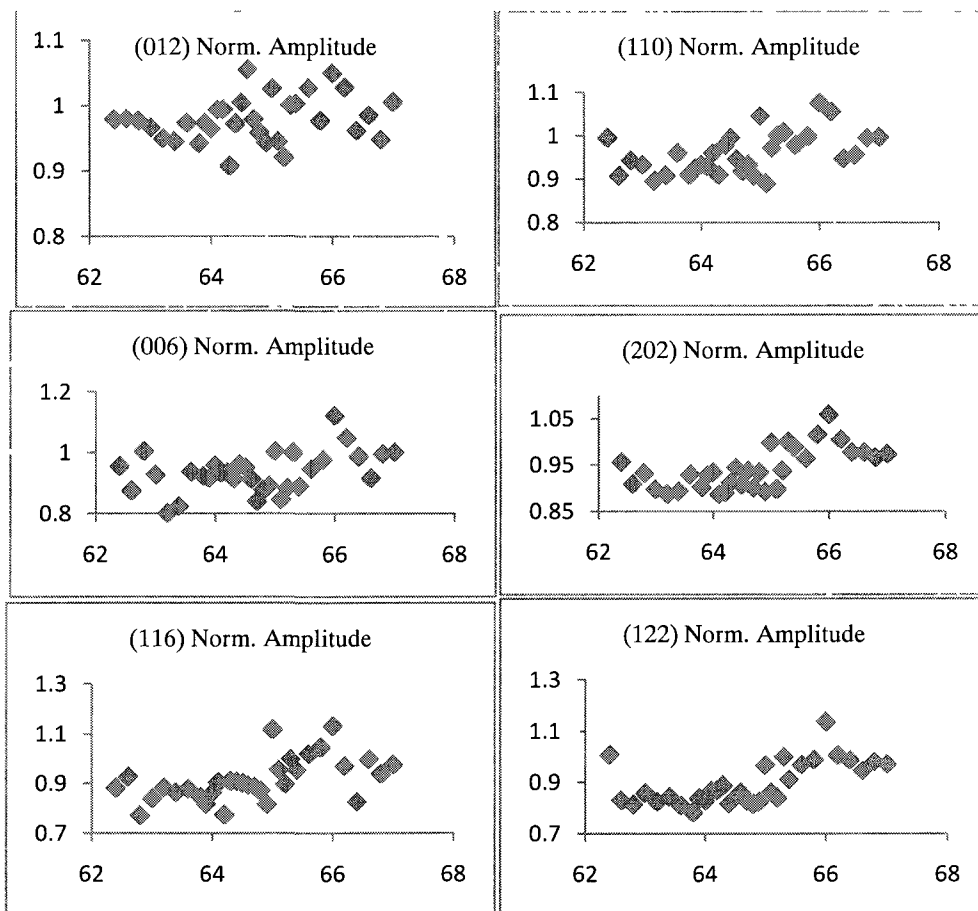 (012) Norm. Amplitude
1.1
1
0.9
0.8
62 64 66 68
(110) Norm. Amplitude
1.1
1
0.9
0.8
62 64 66 68
(006) Norm. Amplitude
1.2
1
0.8
62 64 66 68
(202) Norm. Amplitude
1.05
0.95
0.85
62 64 66 68
(116) Norm. Amplitude
1.3
1.1
0.9
0.7
62 64 66 68
(122) Norm. Amplitude
1.3
1.1
0.9
0.7
62 64 66 68